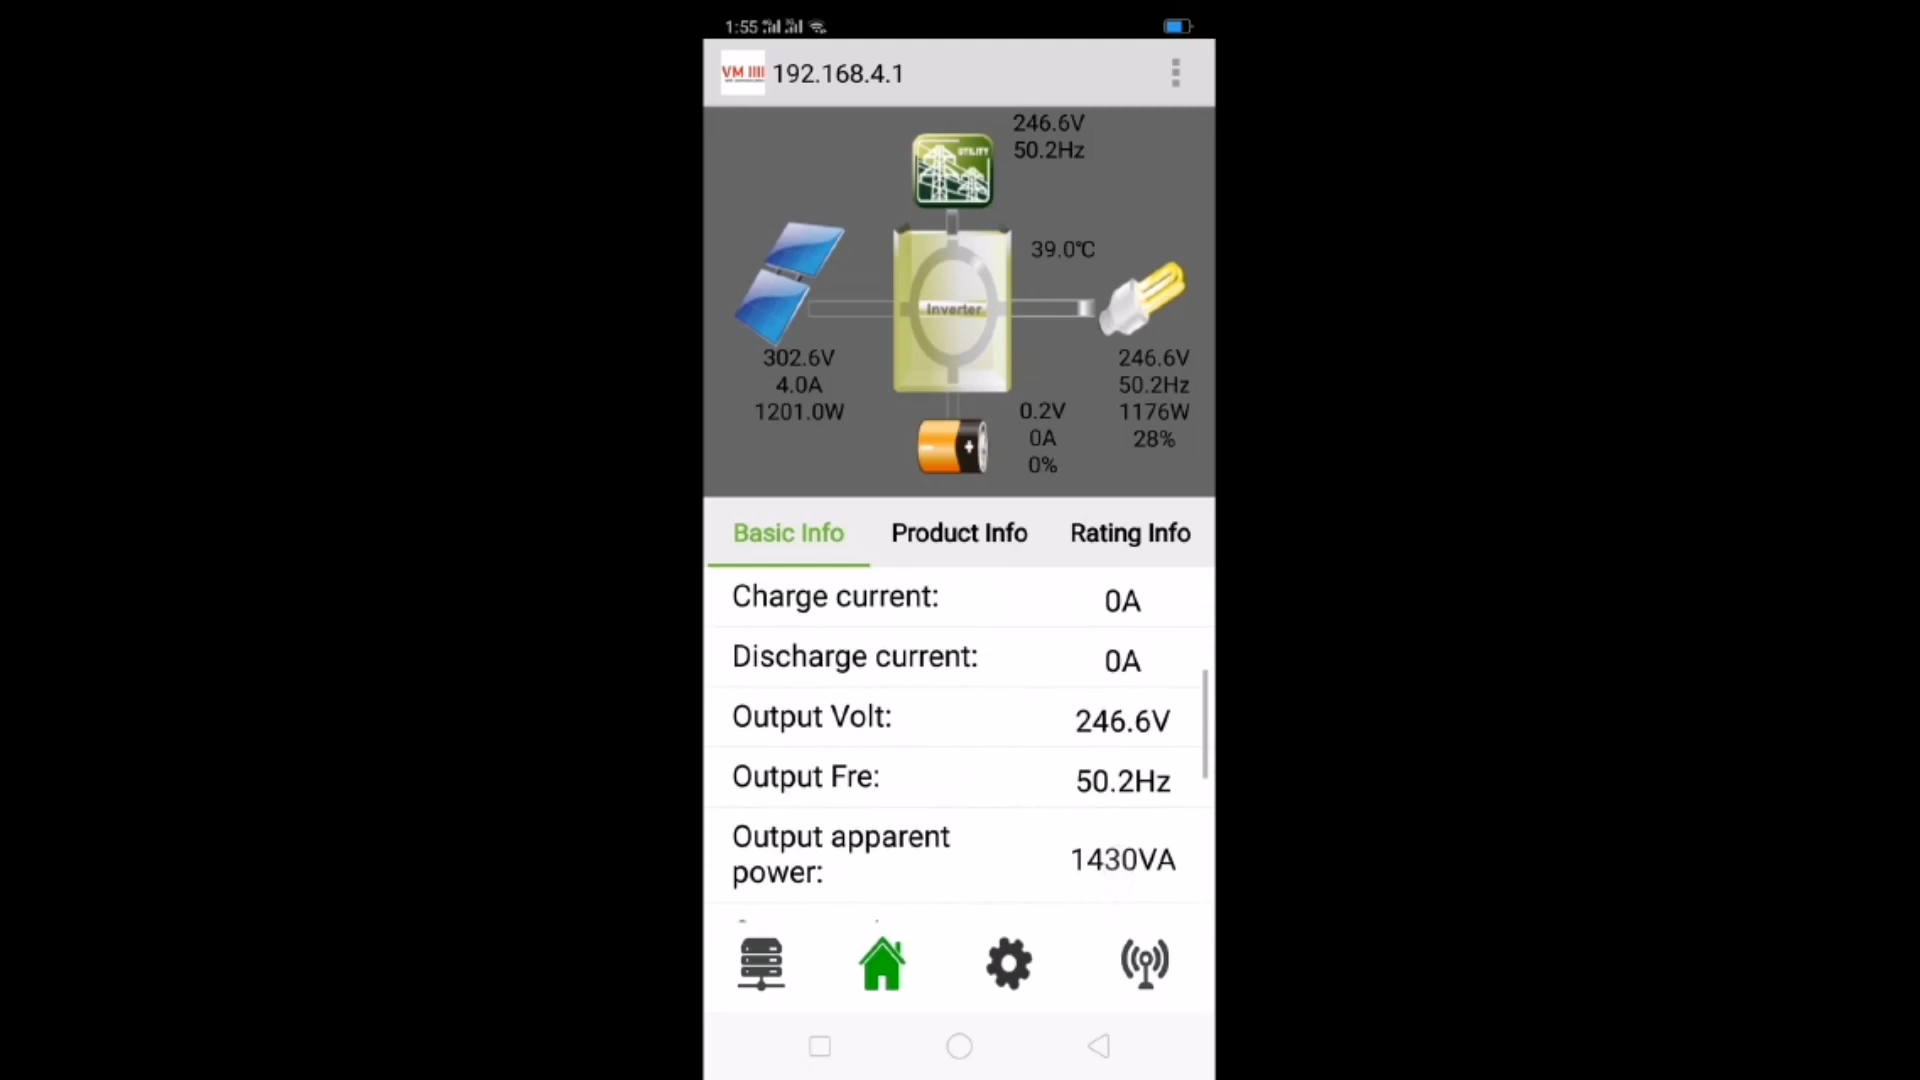 1:55
VM IIII 192.168.4.1
246.6V
50.2Hz
UTILITY
39.0℃
Inverter
302.6V
4.0A
1201.0W
246.6V
50.2Hz
1176W
28%
0.2V
0A
0%
Basic Info Product Info Rating Info
Charge current: 0A
Discharge current: 0A
Output Volt: 246.6V
Output Fre: 50.2Hz
Output apparent
power: 1430VA